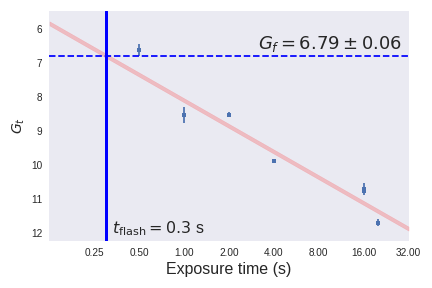 6
7
8
9
10
11
12
G_t
G_f = 6.79 ± 0.06
t_flash = 0.3 s
0.25 0.50 1.00 2.00 4.00 8.00 16.00 32.00
Exposure time (s)